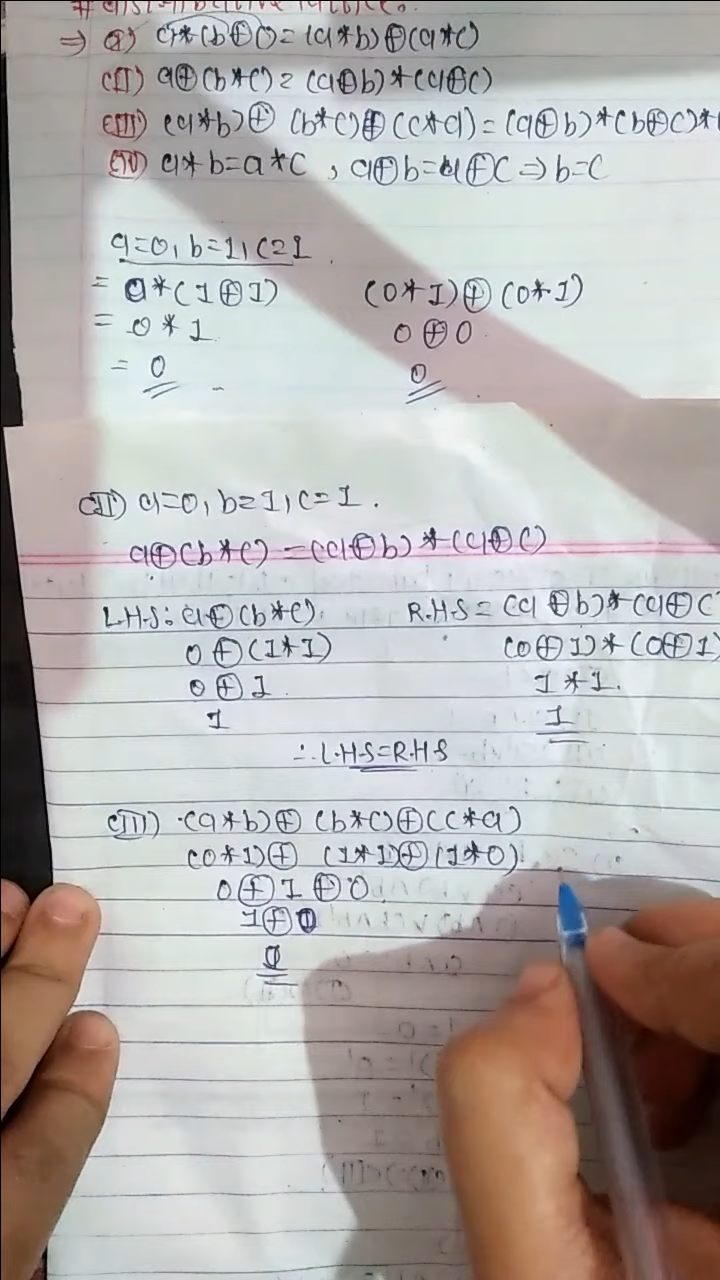 ⇒ a) a*(b⊕c)=(a*b)⊕(a*c)
(II) a⊕(b*c)=(a⊕b)*(a⊕c)
(III) (a*b)⊕ (b*c)⊕(c*a)=(a⊕b)*(b⊕c)*
(IV) a*b=a*c , a⊕b=a⊕c⇒b=c
a=0, b=1, c=1
= a*(1⊕1) (0*1)⊕(0*1)
= 0*1 0⊕0
= 0 0
(II) a=0, b=1, c=1.
a⊕(b*c) =(a⊕b)*(a⊕c)
L.H.S: a⊕(b*c). R.H.S = (a⊕b)*(a⊕c
0⊕(1*1) (0⊕1)*(0⊕1)
0⊕1. 1*1.
1 1
∴ L.H.S=R.H.S
(III) (a*b)⊕ (b*c)⊕(c*a)
(0*1)⊕ (1*1)⊕(1*0)
0⊕1⊕0
1⊕0